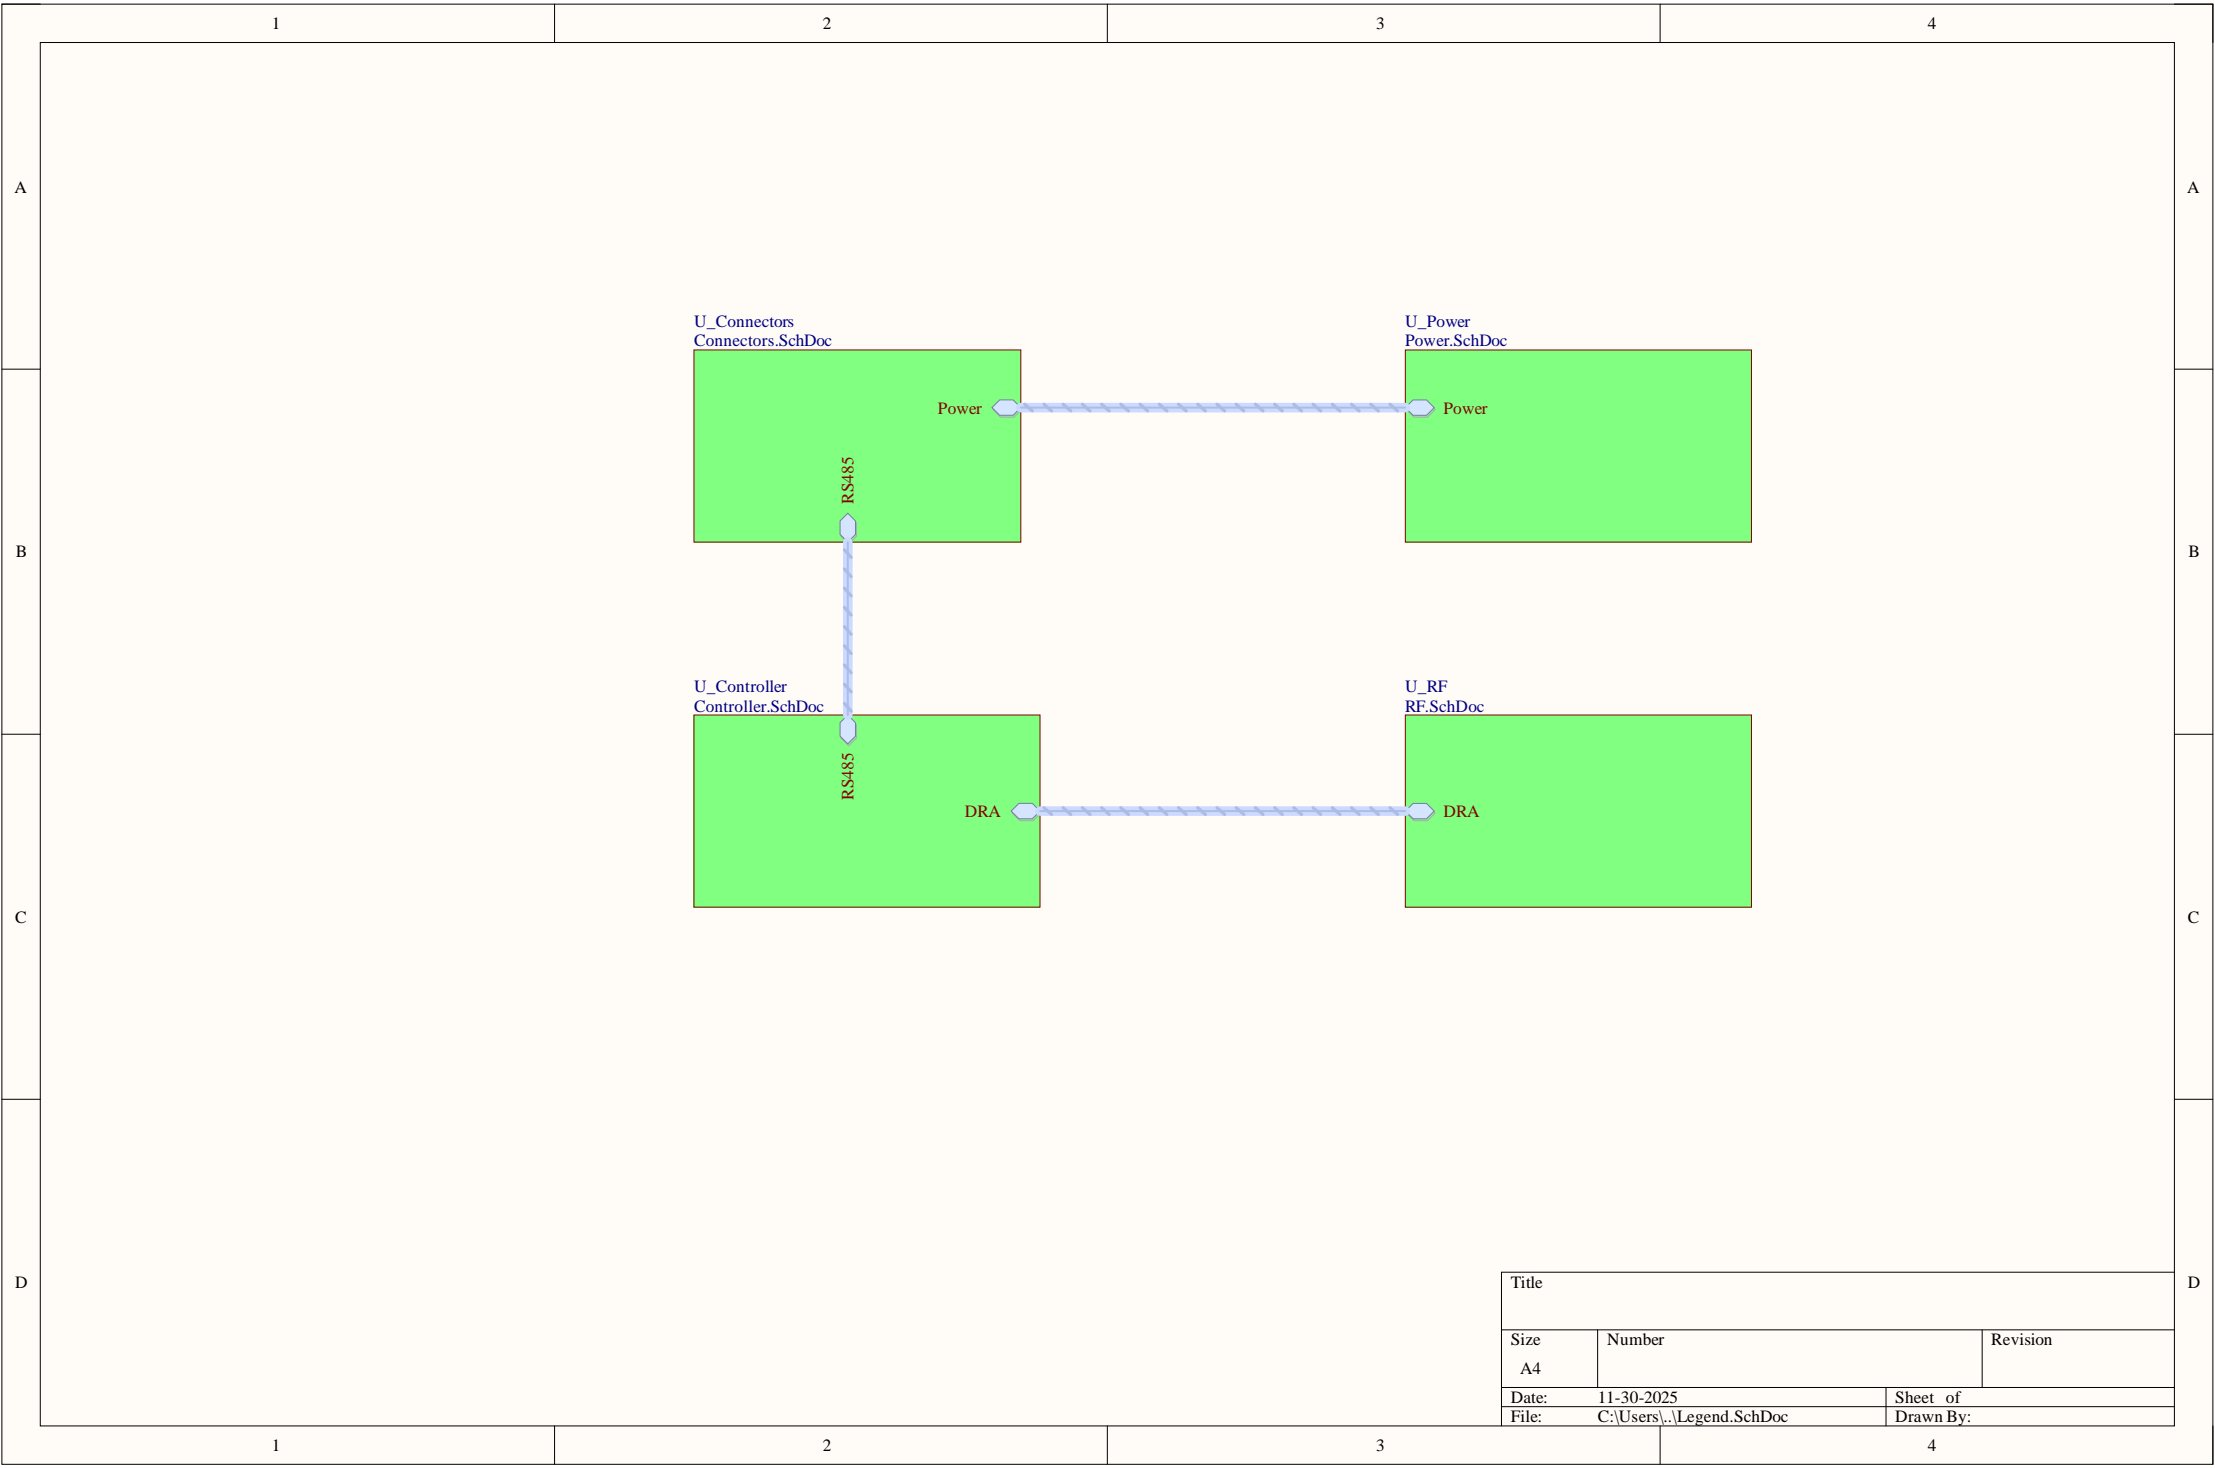 1 2 3 4
A A
U_Connectors
Connectors.SchDoc
U_Power
Power.SchDoc
Power Power
RS485
B B
U_Controller
Controller.SchDoc
U_RF
RF.SchDoc
RS485
DRA DRA
C C
D D
Title
Size Number Revision
A4
Date: 11-30-2025 Sheet of
File: C:\Users\..\Legend.SchDoc Drawn By:
1 2 3 4